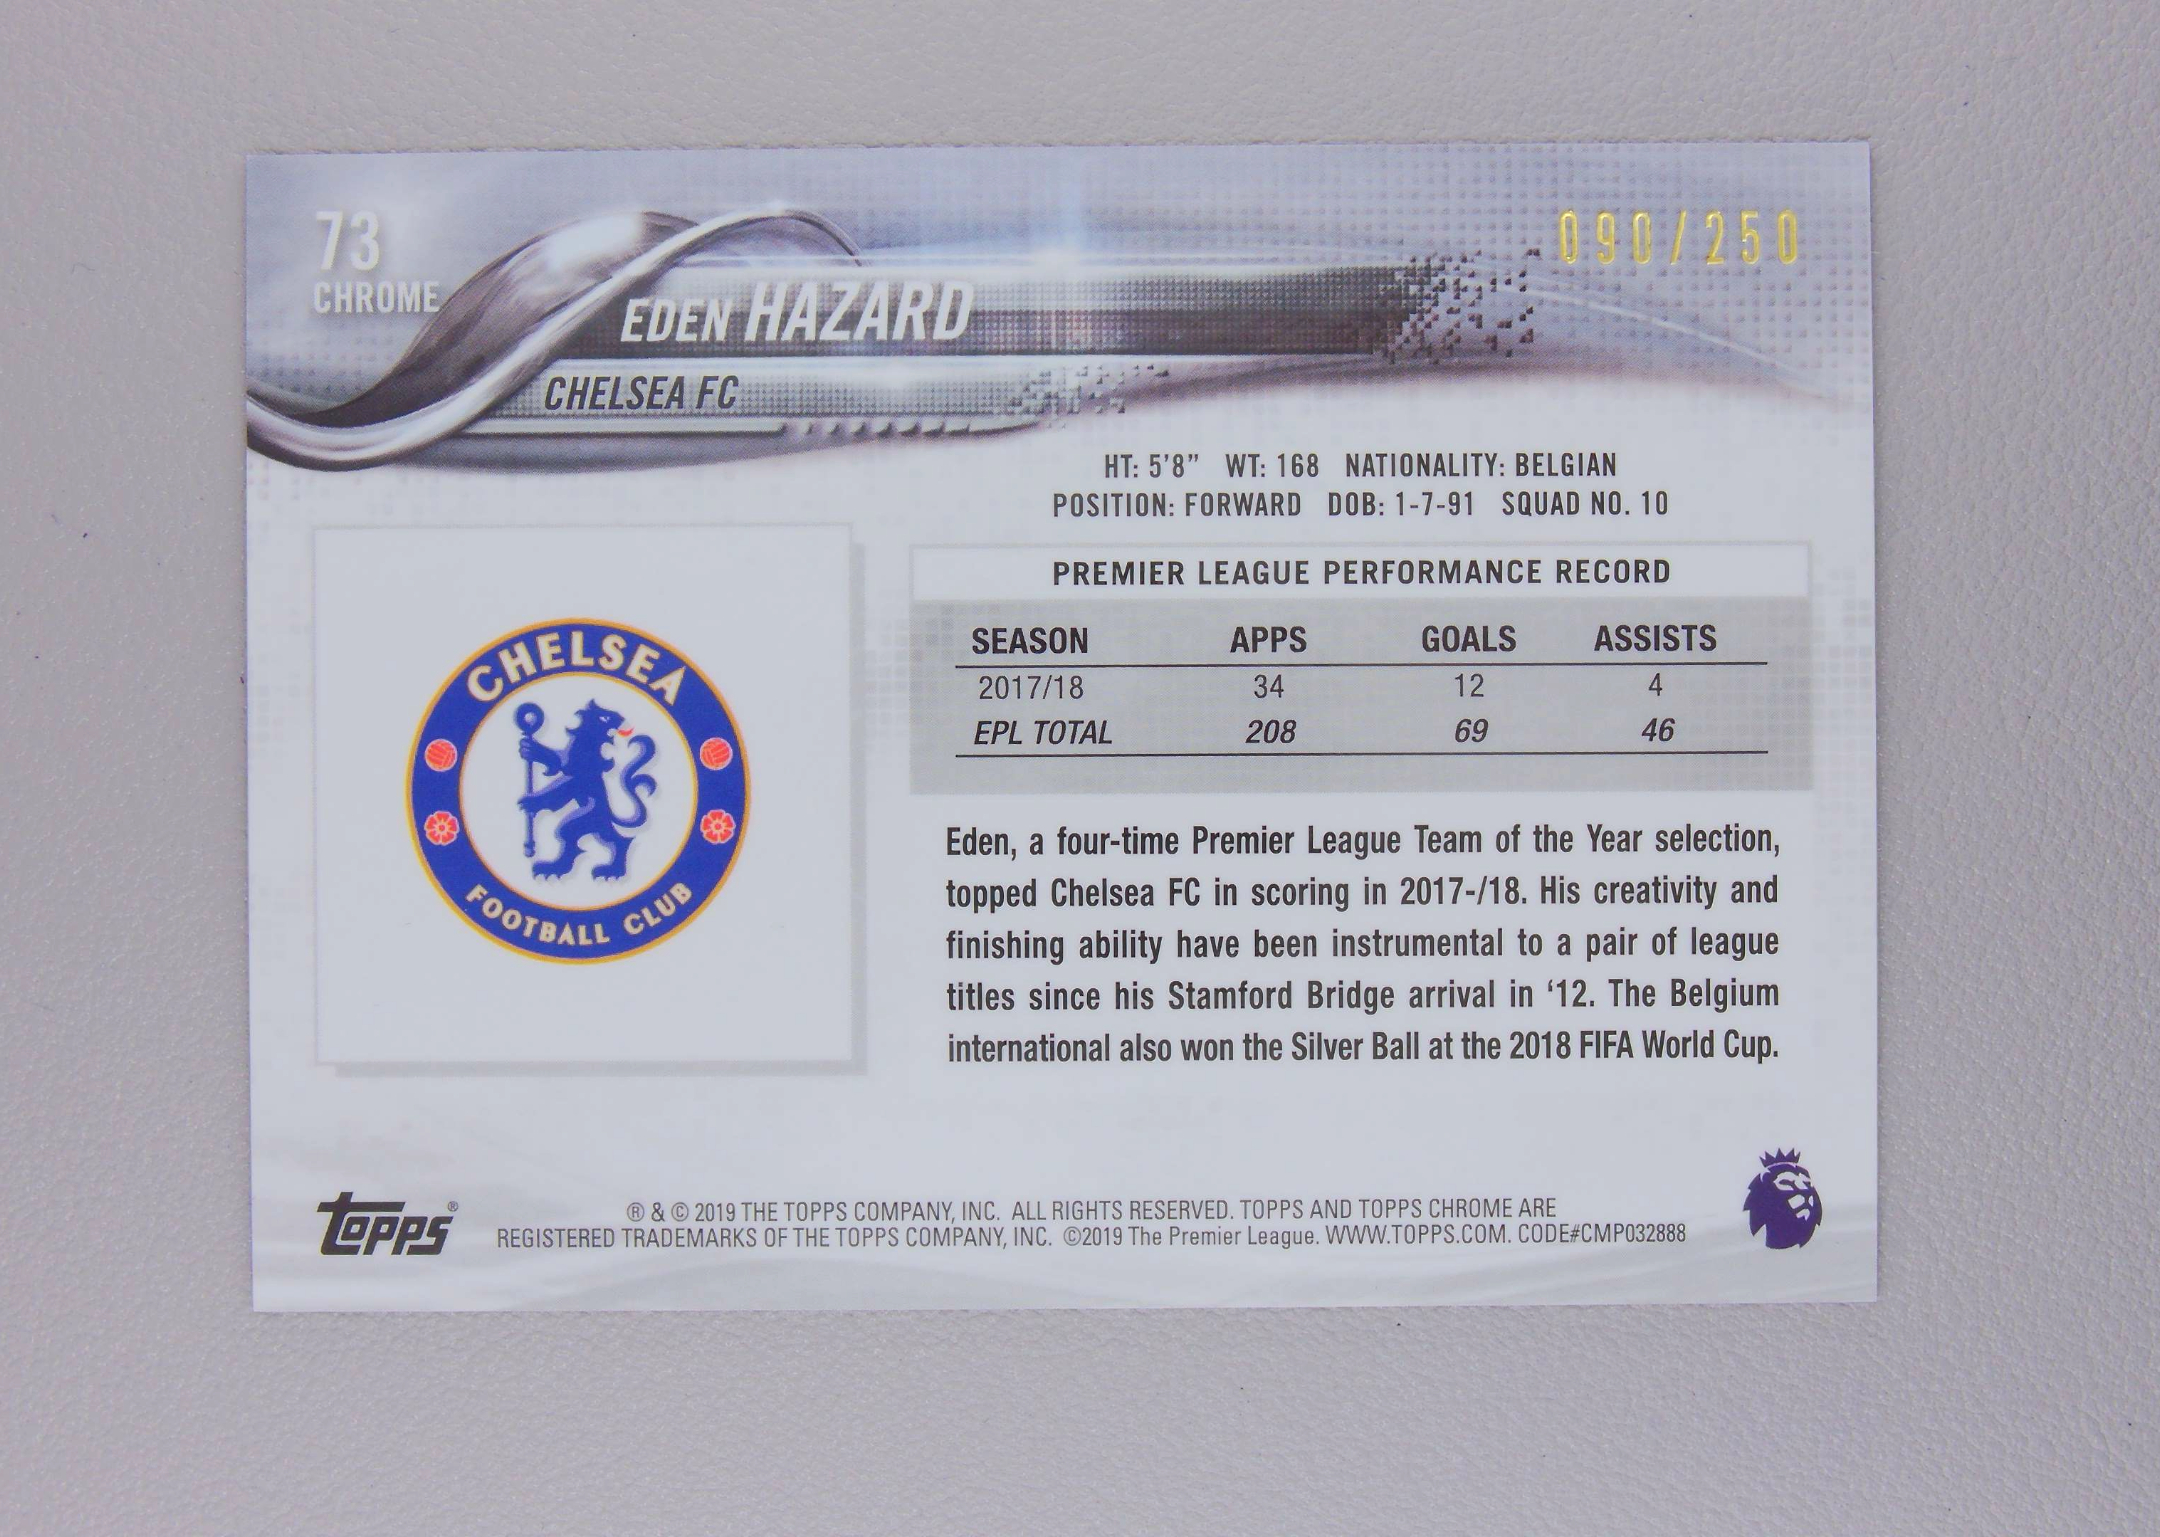 73
CHROME
090/250
EDEN HAZARD
CHELSEA FC
HT: 5'8" WT: 168 NATIONALITY: BELGIAN
POSITION: FORWARD DOB: 1-7-91 SQUAD NO. 10
PREMIER LEAGUE PERFORMANCE RECORD
SEASON APPS GOALS ASSISTS
2017/18 34 12 4
EPL TOTAL 208 69 46
CHELSEA
FOOTBALL CLUB
Eden, a four-time Premier League Team of the Year selection,
topped Chelsea FC in scoring in 2017-/18. His creativity and
finishing ability have been instrumental to a pair of league
titles since his Stamford Bridge arrival in '12. The Belgium
international also won the Silver Ball at the 2018 FIFA World Cup.
Topps®
® & © 2019 THE TOPPS COMPANY, INC. ALL RIGHTS RESERVED. TOPPS AND TOPPS CHROME ARE
REGISTERED TRADEMARKS OF THE TOPPS COMPANY, INC. ©2019 The Premier League. WWW.TOPPS.COM. CODE#CMP032888